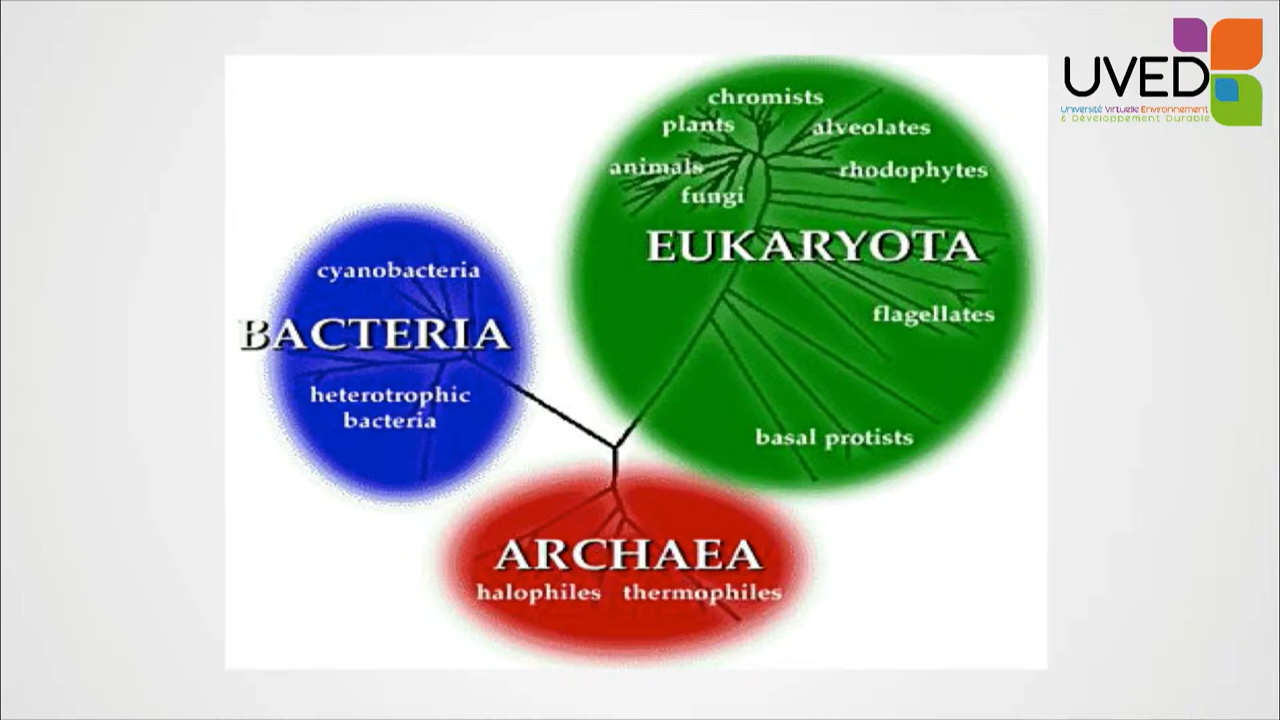 UVED
Université Virtuelle Environnement
& Développement Durable
chromists
plants
alveolates
animals
rhodophytes
fungi
EUKARYOTA
cyanobacteria
flagellates
BACTERIA
heterotrophic
bacteria
basal protists
ARCHAEA
halophiles thermophiles